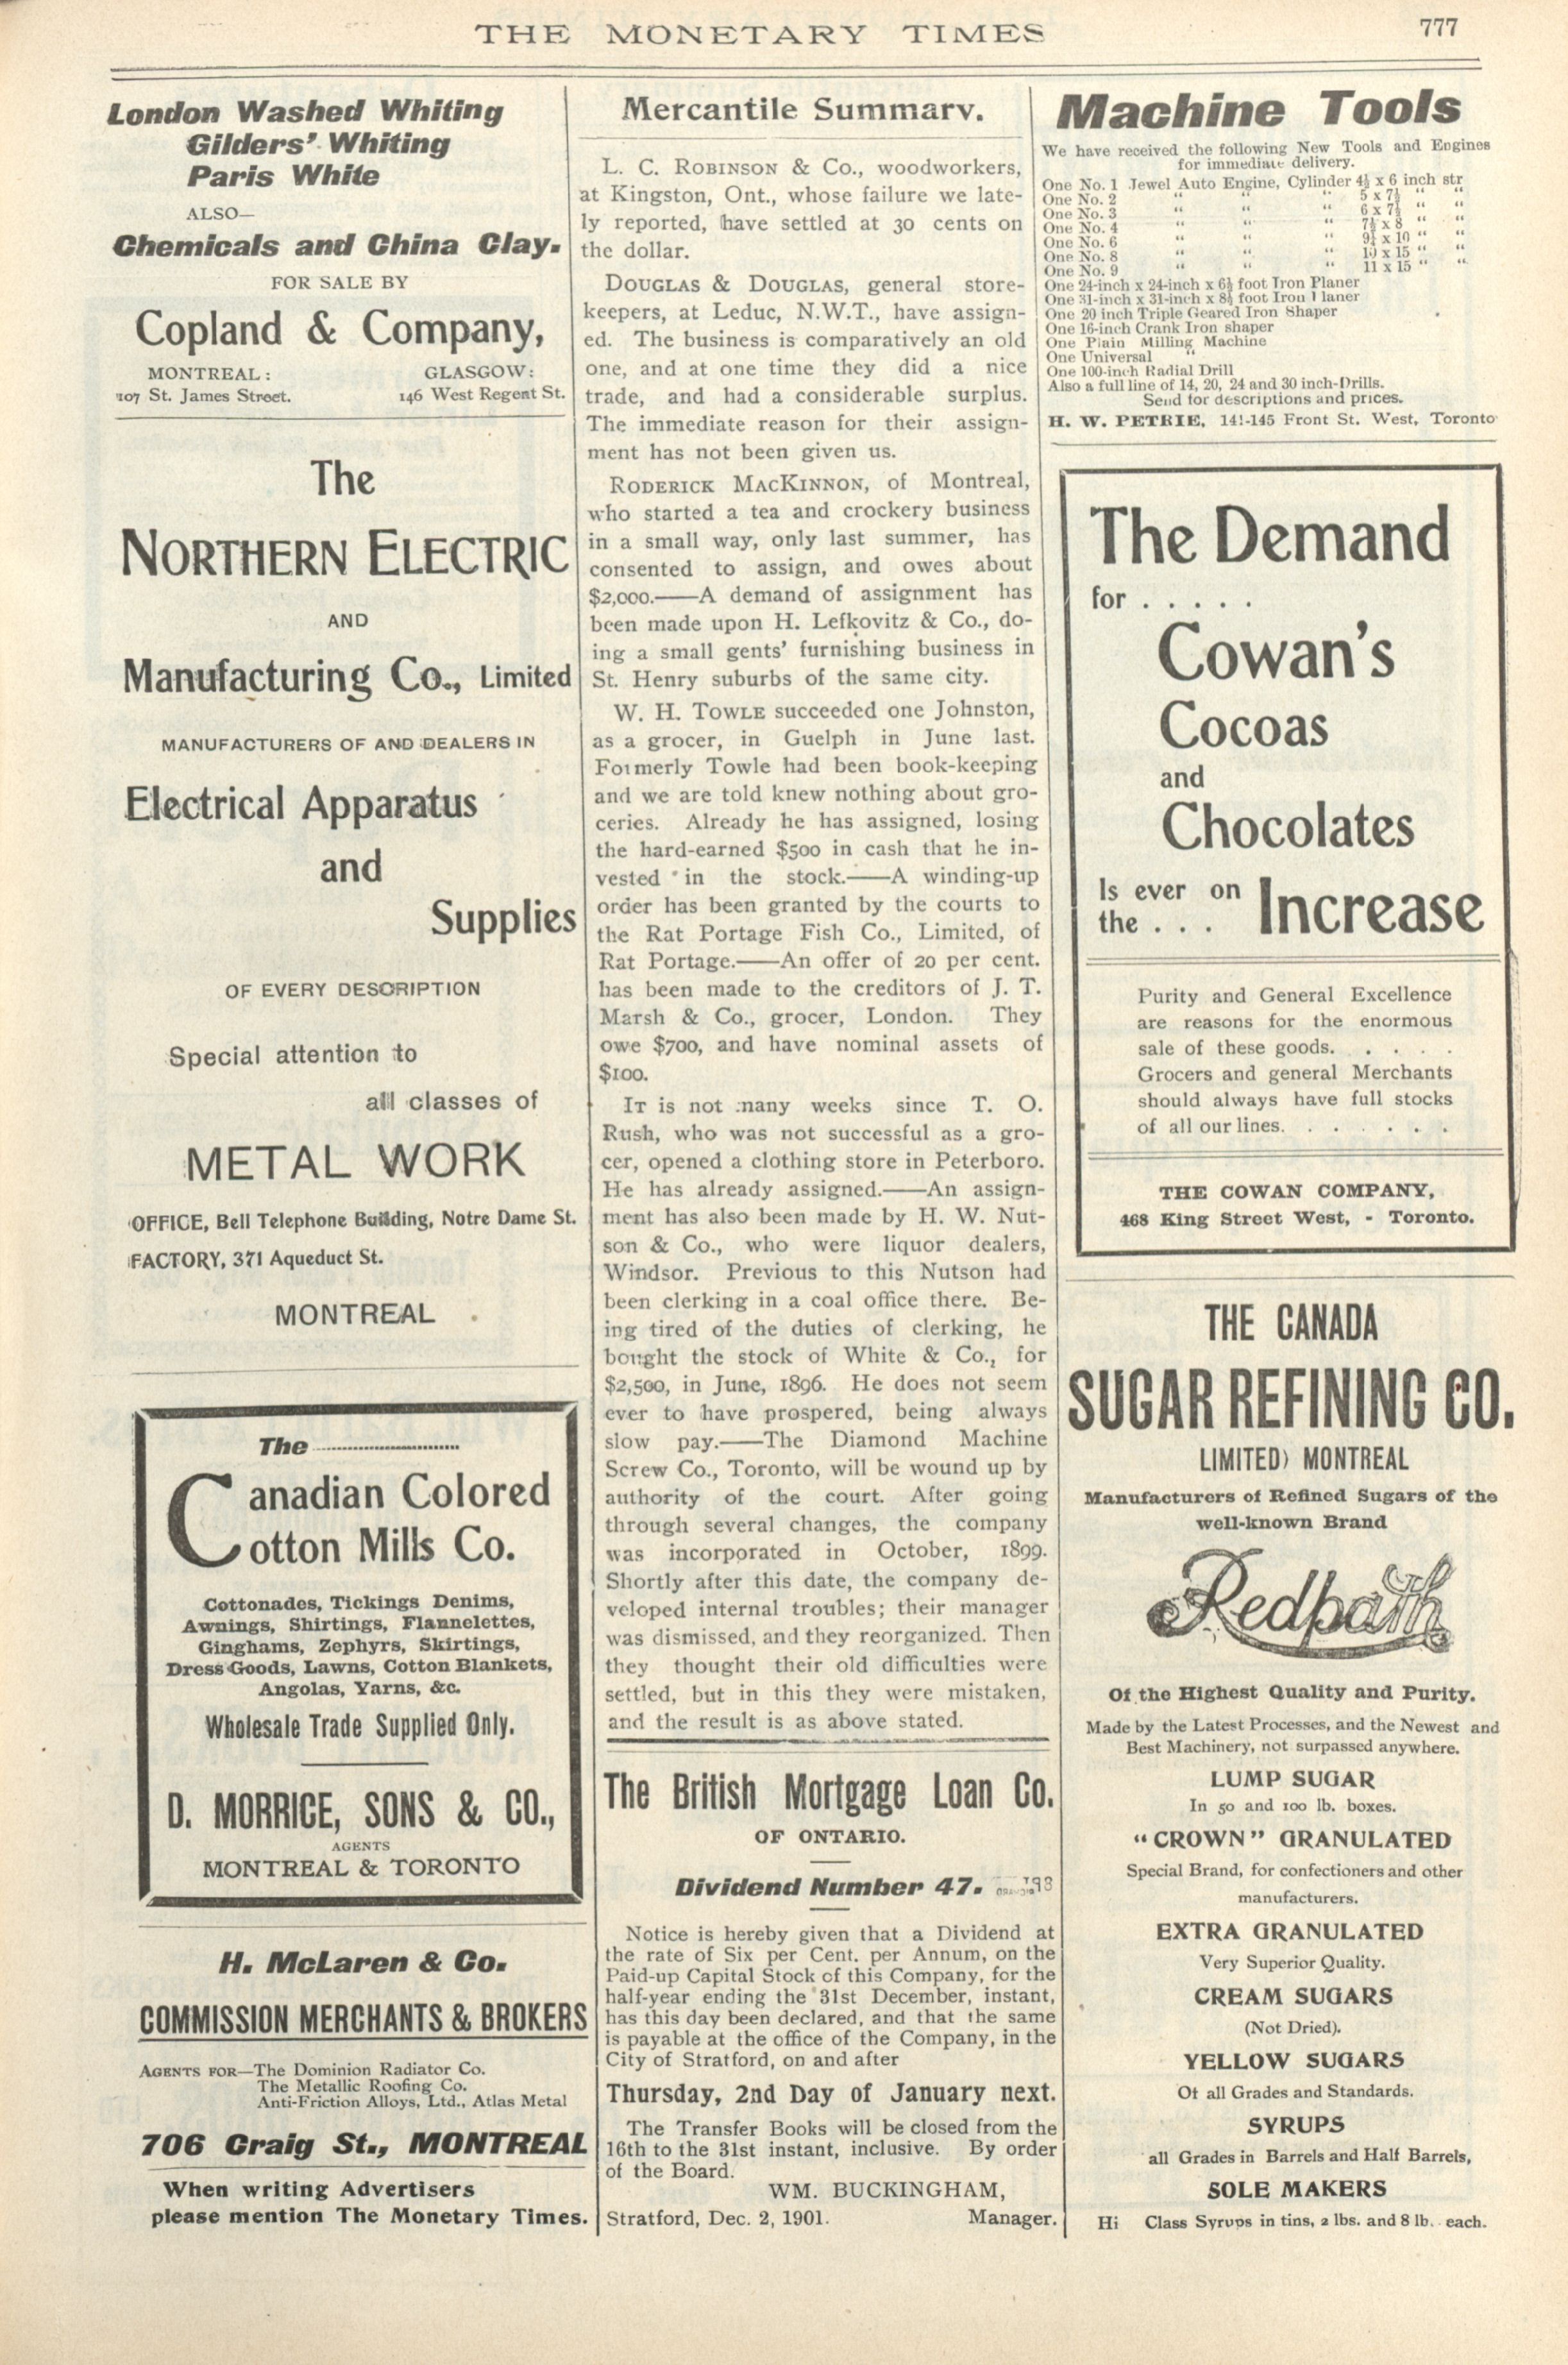 THE MONETARY TIMES
777
London Washed Whiting
Gilders' Whiting
Paris White
ALSO—
Chemicals and China Clay.
FOR SALE BY
Copland & Company,
MONTREAL: GLASGOW:
107 St. James Street. 146 West Regent St.
The
NORTHERN ELECTRIC
AND
Manufacturing Co., Limited
MANUFACTURERS OF AND DEALERS IN
Electrical Apparatus
and
Supplies
OF EVERY DESCRIPTION
Special attention to
all classes of
METAL WORK
OFFICE, Bell Telephone Building, Notre Dame St.
FACTORY, 371 Aqueduct St.
MONTREAL
The
Canadian Colored
Cotton Mills Co.
Cottonades, Tickings Denims,
Awnings, Shirtings, Flannelettes,
Ginghams, Zephyrs, Skirtings,
Dress Goods, Lawns, Cotton Blankets,
Angolas, Yarns, &c.
Wholesale Trade Supplied Only.
D. MORRICE, SONS & CO.,
AGENTS
MONTREAL & TORONTO
H. McLaren & Co.
COMMISSION MERCHANTS & BROKERS
AGENTS FOR—The Dominion Radiator Co.
The Metallic Roofing Co.
Anti-Friction Alloys, Ltd., Atlas Metal
706 Craig St., MONTREAL
When writing Advertisers
please mention The Monetary Times.
Mercantile Summary.
L. C. ROBINSON & Co., woodworkers,
at Kingston, Ont., whose failure we late-
ly reported, have settled at 30 cents on
the dollar.
DOUGLAS & DOUGLAS, general store-
keepers, at Leduc, N.W.T., have assign-
ed. The business is comparatively an old
one, and at one time they did a nice
trade, and had a considerable surplus.
The immediate reason for their assign-
ment has not been given us.
RODERICK MACKINNON, of Montreal,
who started a tea and crockery business
in a small way, only last summer, has
consented to assign, and owes about
$2,000.——A demand of assignment has
been made upon H. Lefkovitz & Co., do-
ing a small gents' furnishing business in
St. Henry suburbs of the same city.
W. H. TOWLE succeeded one Johnston,
as a grocer, in Guelph in June last.
Formerly Towle had been book-keeping
and we are told knew nothing about gro-
ceries. Already he has assigned, losing
the hard-earned $500 in cash that he in-
vested in the stock.——A winding-up
order has been granted by the courts to
the Rat Portage Fish Co., Limited, of
Rat Portage.——An offer of 20 per cent.
has been made to the creditors of J. T.
Marsh & Co., grocer, London. They
owe $700, and have nominal assets of
$100.
IT is not many weeks since T. O.
Rush, who was not successful as a gro-
cer, opened a clothing store in Peterboro.
He has already assigned.——An assign-
ment has also been made by H. W. Nut-
son & Co., who were liquor dealers,
Windsor. Previous to this Nutson had
been clerking in a coal office there. Be-
ing tired of the duties of clerking, he
bought the stock of White & Co., for
$2,500, in June, 1896. He does not seem
ever to have prospered, being always
slow pay.——The Diamond Machine
Screw Co., Toronto, will be wound up by
authority of the court. After going
through several changes, the company
was incorporated in October, 1899.
Shortly after this date, the company de-
veloped internal troubles; their manager
was dismissed, and they reorganized. Then
they thought their old difficulties were
settled, but in this they were mistaken,
and the result is as above stated.
The British Mortgage Loan Co.
OF ONTARIO.
Dividend Number 47.
Notice is hereby given that a Dividend at
the rate of Six per Cent. per Annum, on the
Paid-up Capital Stock of this Company, for the
half-year ending the 31st December, instant,
has this day been declared, and that the same
is payable at the office of the Company, in the
City of Stratford, on and after
Thursday, 2nd Day of January next.
The Transfer Books will be closed from the
16th to the 31st instant, inclusive. By order
of the Board.
WM. BUCKINGHAM,
Stratford, Dec. 2, 1901. Manager.
Machine Tools
We have received the following New Tools and Engines
for immediate delivery.
One No. 1 Jewel Auto Engine, Cylinder 4½ x 6 inch str
One No. 2 " " " 5 x 7½ " "
One No. 3 " " " 6 x 7½ " "
One No. 4 " " " 7½ x 8 " "
One No. 6 " " " 9½ x 10 " "
One No. 8 " " " 10 x 15 " "
One No. 9 " " " 11 x 15 " "
One 24-inch x 24-inch x 6½ foot Iron Planer
One 31-inch x 31-inch x 8½ foot Iron Planer
One 20 inch Triple Geared Iron Shaper
One 16-inch Crank Iron shaper
One Plain Milling Machine
One Universal "
One 100-inch Radial Drill
Also a full line of 14, 20, 24 and 30 inch-Drills.
Send for descriptions and prices.
H. W. PETRIE, 141-145 Front St. West, Toronto
The Demand
for . . . . .
Cowan's
Cocoas
and
Chocolates
Is ever on
the . . . Increase
Purity and General Excellence
are reasons for the enormous
sale of these goods. . . . .
Grocers and general Merchants
should always have full stocks
of all our lines. . . . . . .
THE COWAN COMPANY,
468 King Street West, - Toronto.
THE CANADA
SUGAR REFINING CO.
LIMITED) MONTREAL
Manufacturers of Refined Sugars of the
well-known Brand
Redpath
Of the Highest Quality and Purity.
Made by the Latest Processes, and the Newest and
Best Machinery, not surpassed anywhere.
LUMP SUGAR
In 50 and 100 lb. boxes.
"CROWN" GRANULATED
Special Brand, for confectioners and other
manufacturers.
EXTRA GRANULATED
Very Superior Quality.
CREAM SUGARS
(Not Dried).
YELLOW SUGARS
Of all Grades and Standards.
SYRUPS
all Grades in Barrels and Half Barrels,
SOLE MAKERS
Hi Class Syrups in tins, 2 lbs. and 8 lb. each.